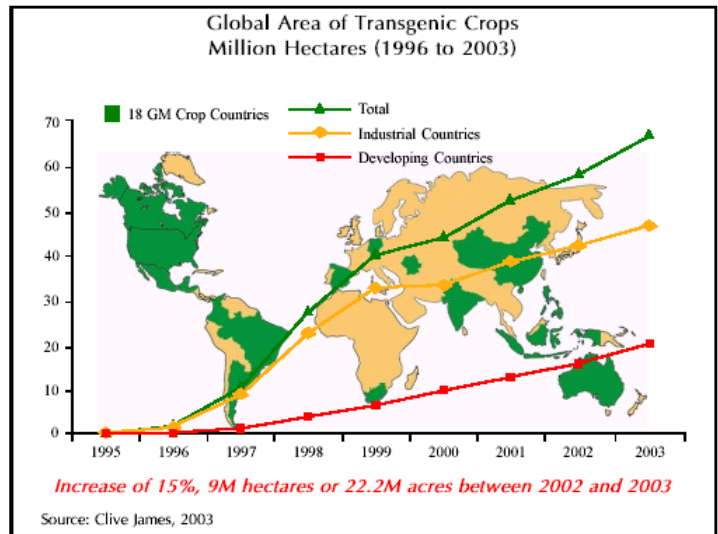 Global Area of Transgenic Crops
Million Hectares (1996 to 2003)
18 GM Crop Countries
Total
Industrial Countries
Developing Countries
70
60
50
40
30
20
10
0
1995 1996 1997 1998 1999 2000 2001 2002 2003
Increase of 15%, 9M hectares or 22.2M acres between 2002 and 2003
Source: Clive James, 2003